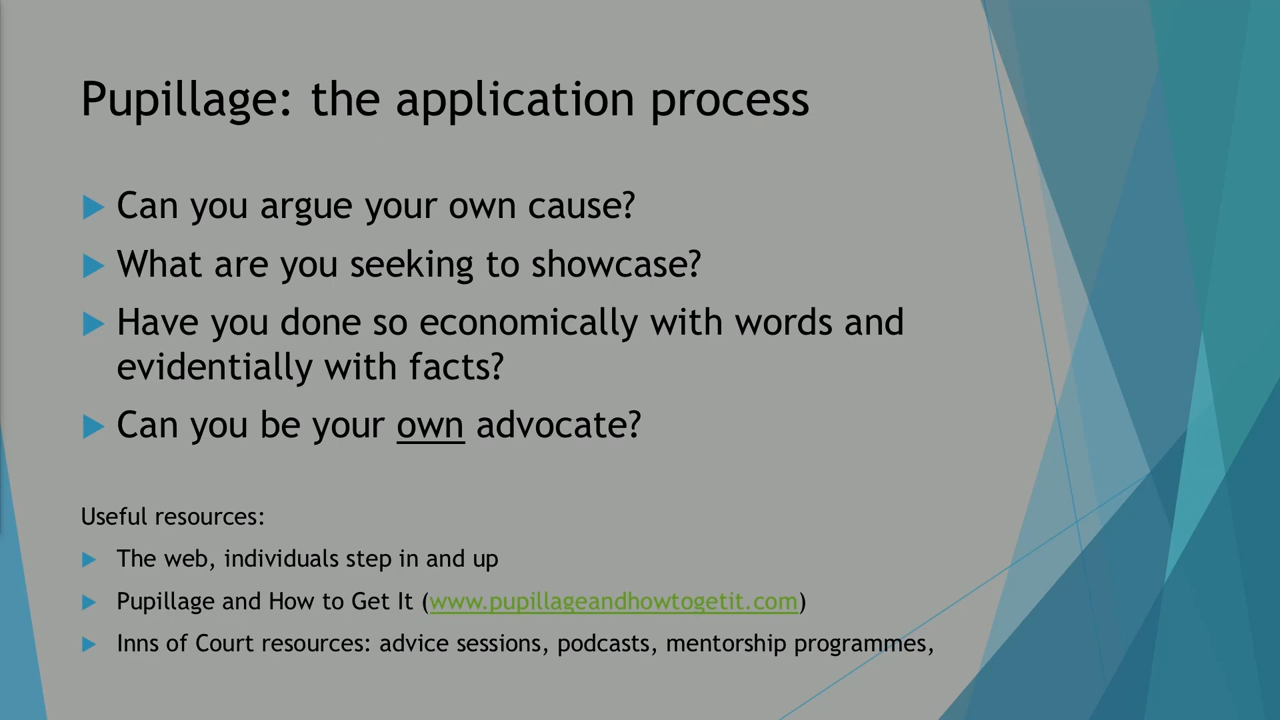 Pupillage: the application process
Can you argue your own cause?
What are you seeking to showcase?
Have you done so economically with words and
evidentially with facts?
Can you be your own advocate?
Useful resources:
The web, individuals step in and up
Pupillage and How to Get It (www.pupillageandhowtogetit.com)
Inns of Court resources: advice sessions, podcasts, mentorship programmes,